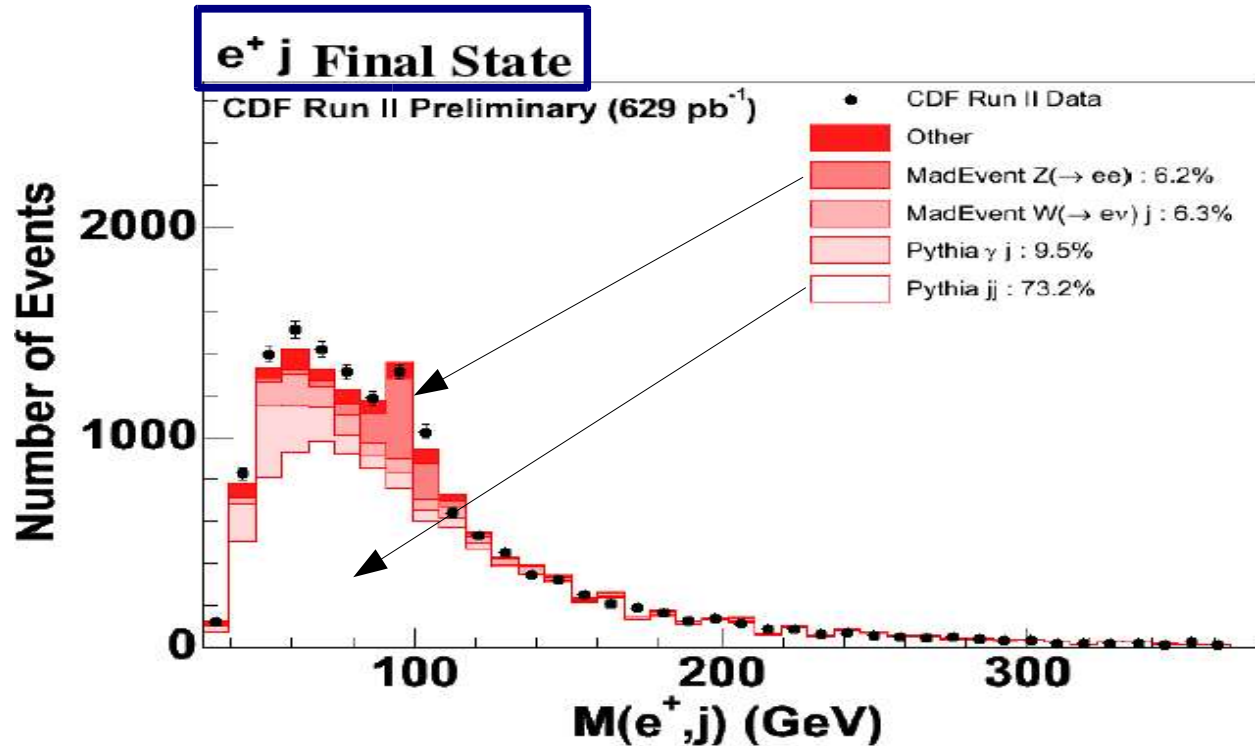 e⁺ j Final State
CDF Run II Preliminary (629 pb⁻¹)
CDF Run II Data
Other
MadEvent Z(→ ee) : 6.2%
MadEvent W(→ eν) j : 6.3%
Pythia γ j : 9.5%
Pythia jj : 73.2%
Number of Events
2000
1000
0
100
200
300
M(e⁺,j) (GeV)